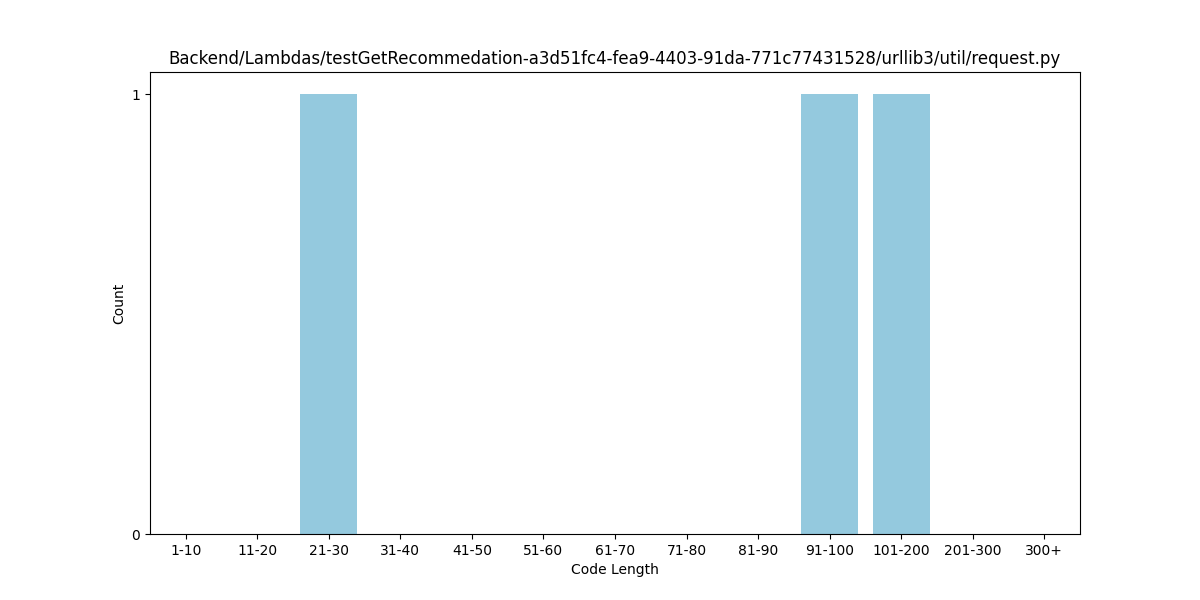 Backend/Lambdas/testGetRecommedation-a3d51fc4-fea9-4403-91da-771c77431528/urllib3/util/request.py
1
Count
0
1-10 11-20 21-30 31-40 41-50 51-60 61-70 71-80 81-90 91-100 101-200 201-300 300+
Code Length